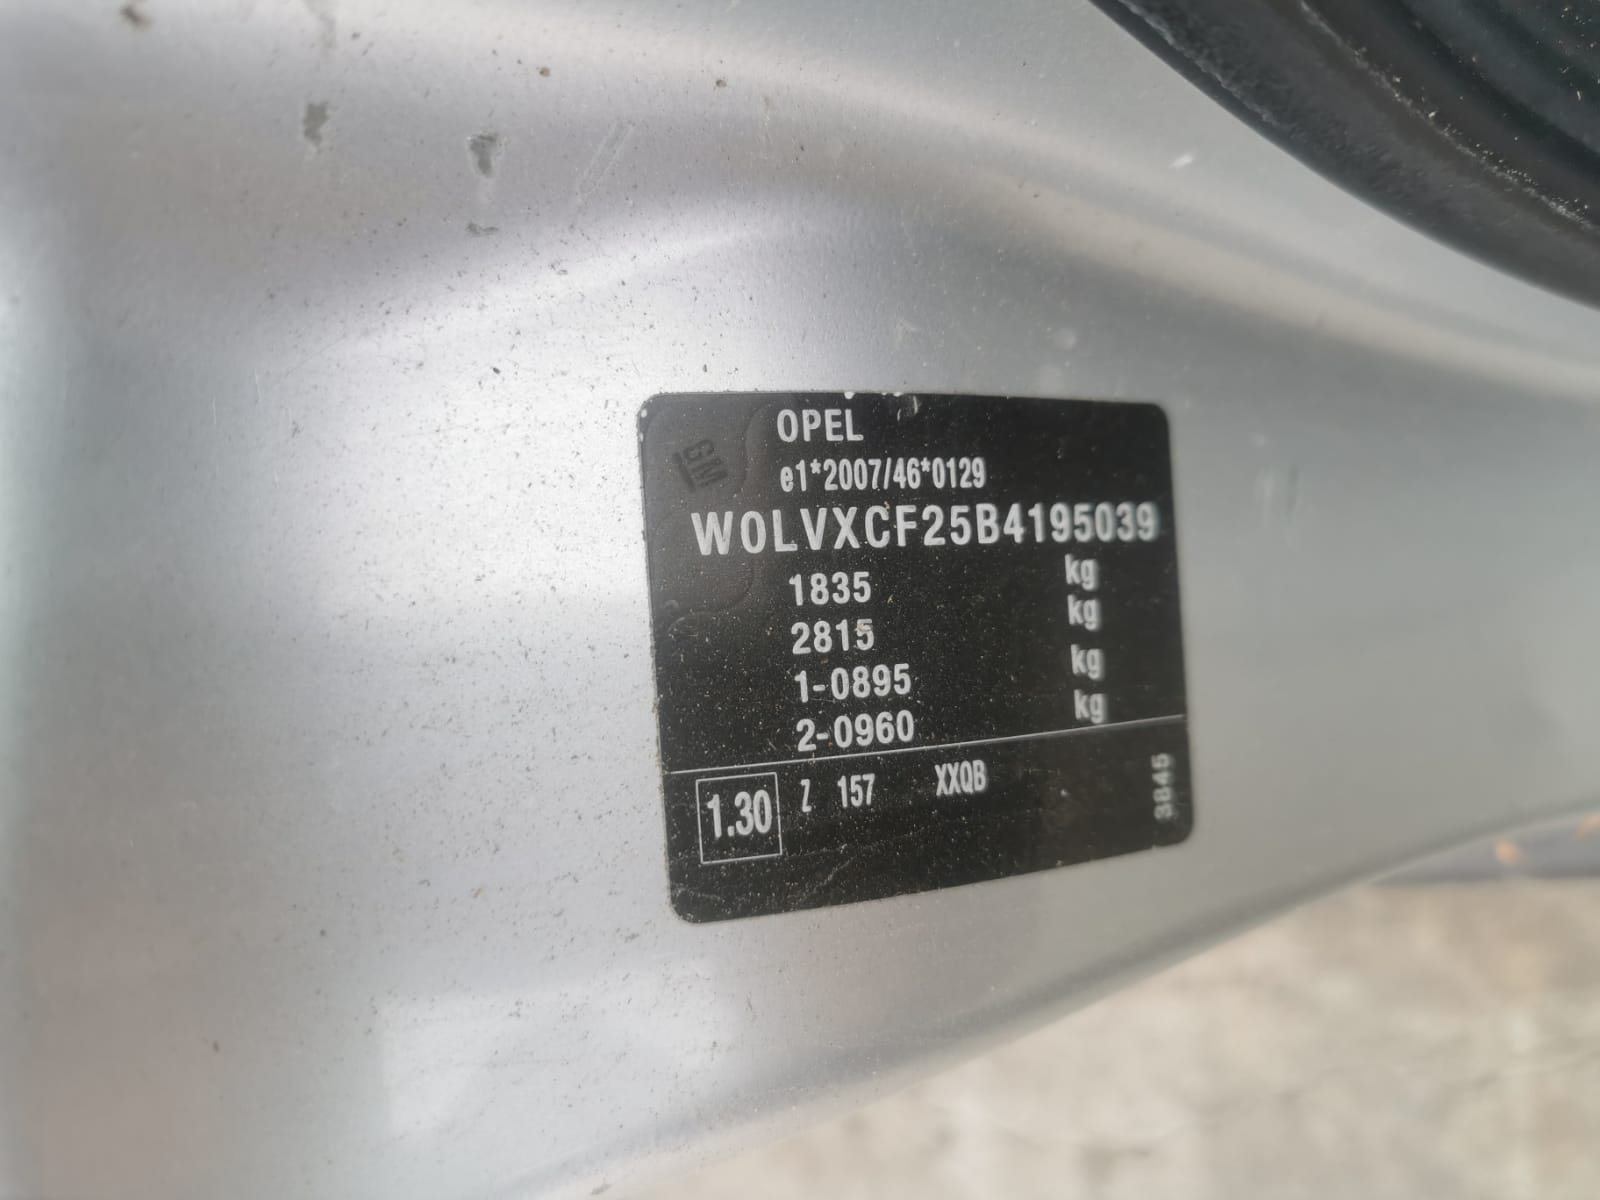 OPEL
GM
e1*2007/46*0129
W0LVXCF25B4195039
1835 kg
2815 kg
1-0895 kg
2-0960 kg
1.30 Z 157 XXQB
3845